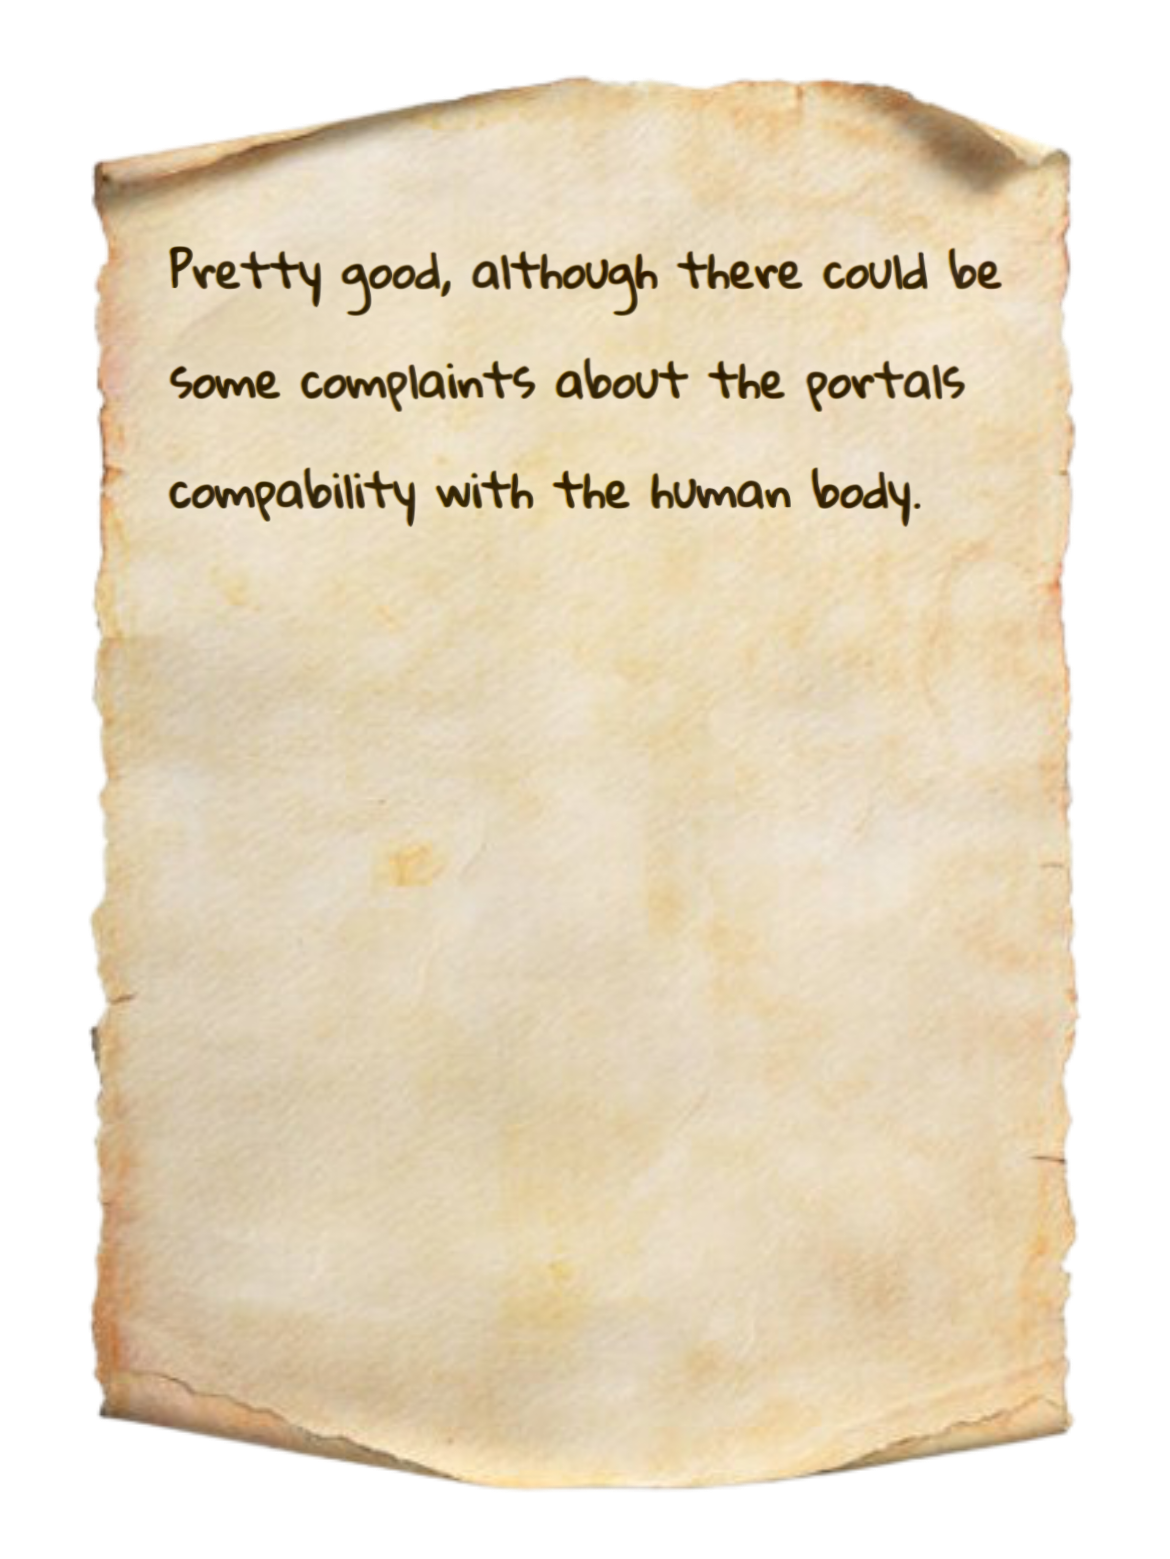 Pretty good, although there could be
some complaints about the portals
compability with the human body.